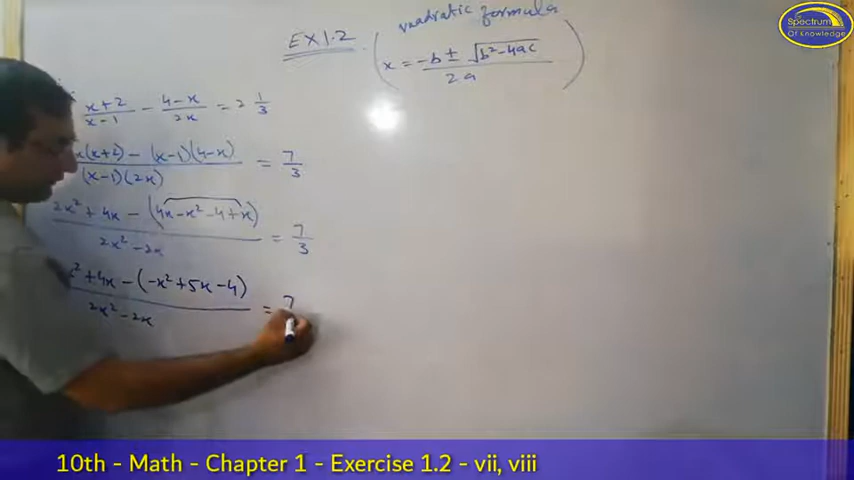 Spectrum
Of Knowledge
EX1.2
quadratic formula
x = -b ± √b²-4ac / 2a
x+2 / x-1 - 4-x / 2x = 2 1/3
x(x+2) - (x-1)(4-x) / (x-1)(2x) = 7/3
2x² + 4x - (4x-x²-4+x) / 2x²-2x = 7/3
x² + 4x - (-x²+5x-4) / 2x²-2x = 7
10th - Math - Chapter 1 - Exercise 1.2 - vii, viii